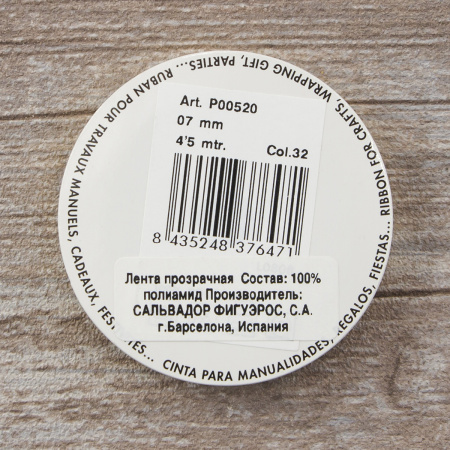 RUBAN POUR TRAVAUX MANUELS, CADEAUX, FES TES...
RIBBON FOR CRAFTS, WRAPPING GIFT, PARTIES...
CINTA PARA MANUALIDADES, REGALOS, FIESTAS...
Art. P00520
07 mm
4'5 mtr. Col.32
8 435248 376471
Лента прозрачная Состав: 100%
полиамид Производитель:
САЛЬВАДОР ФИГУЭРОС, С.А.
г.Барселона, Испания